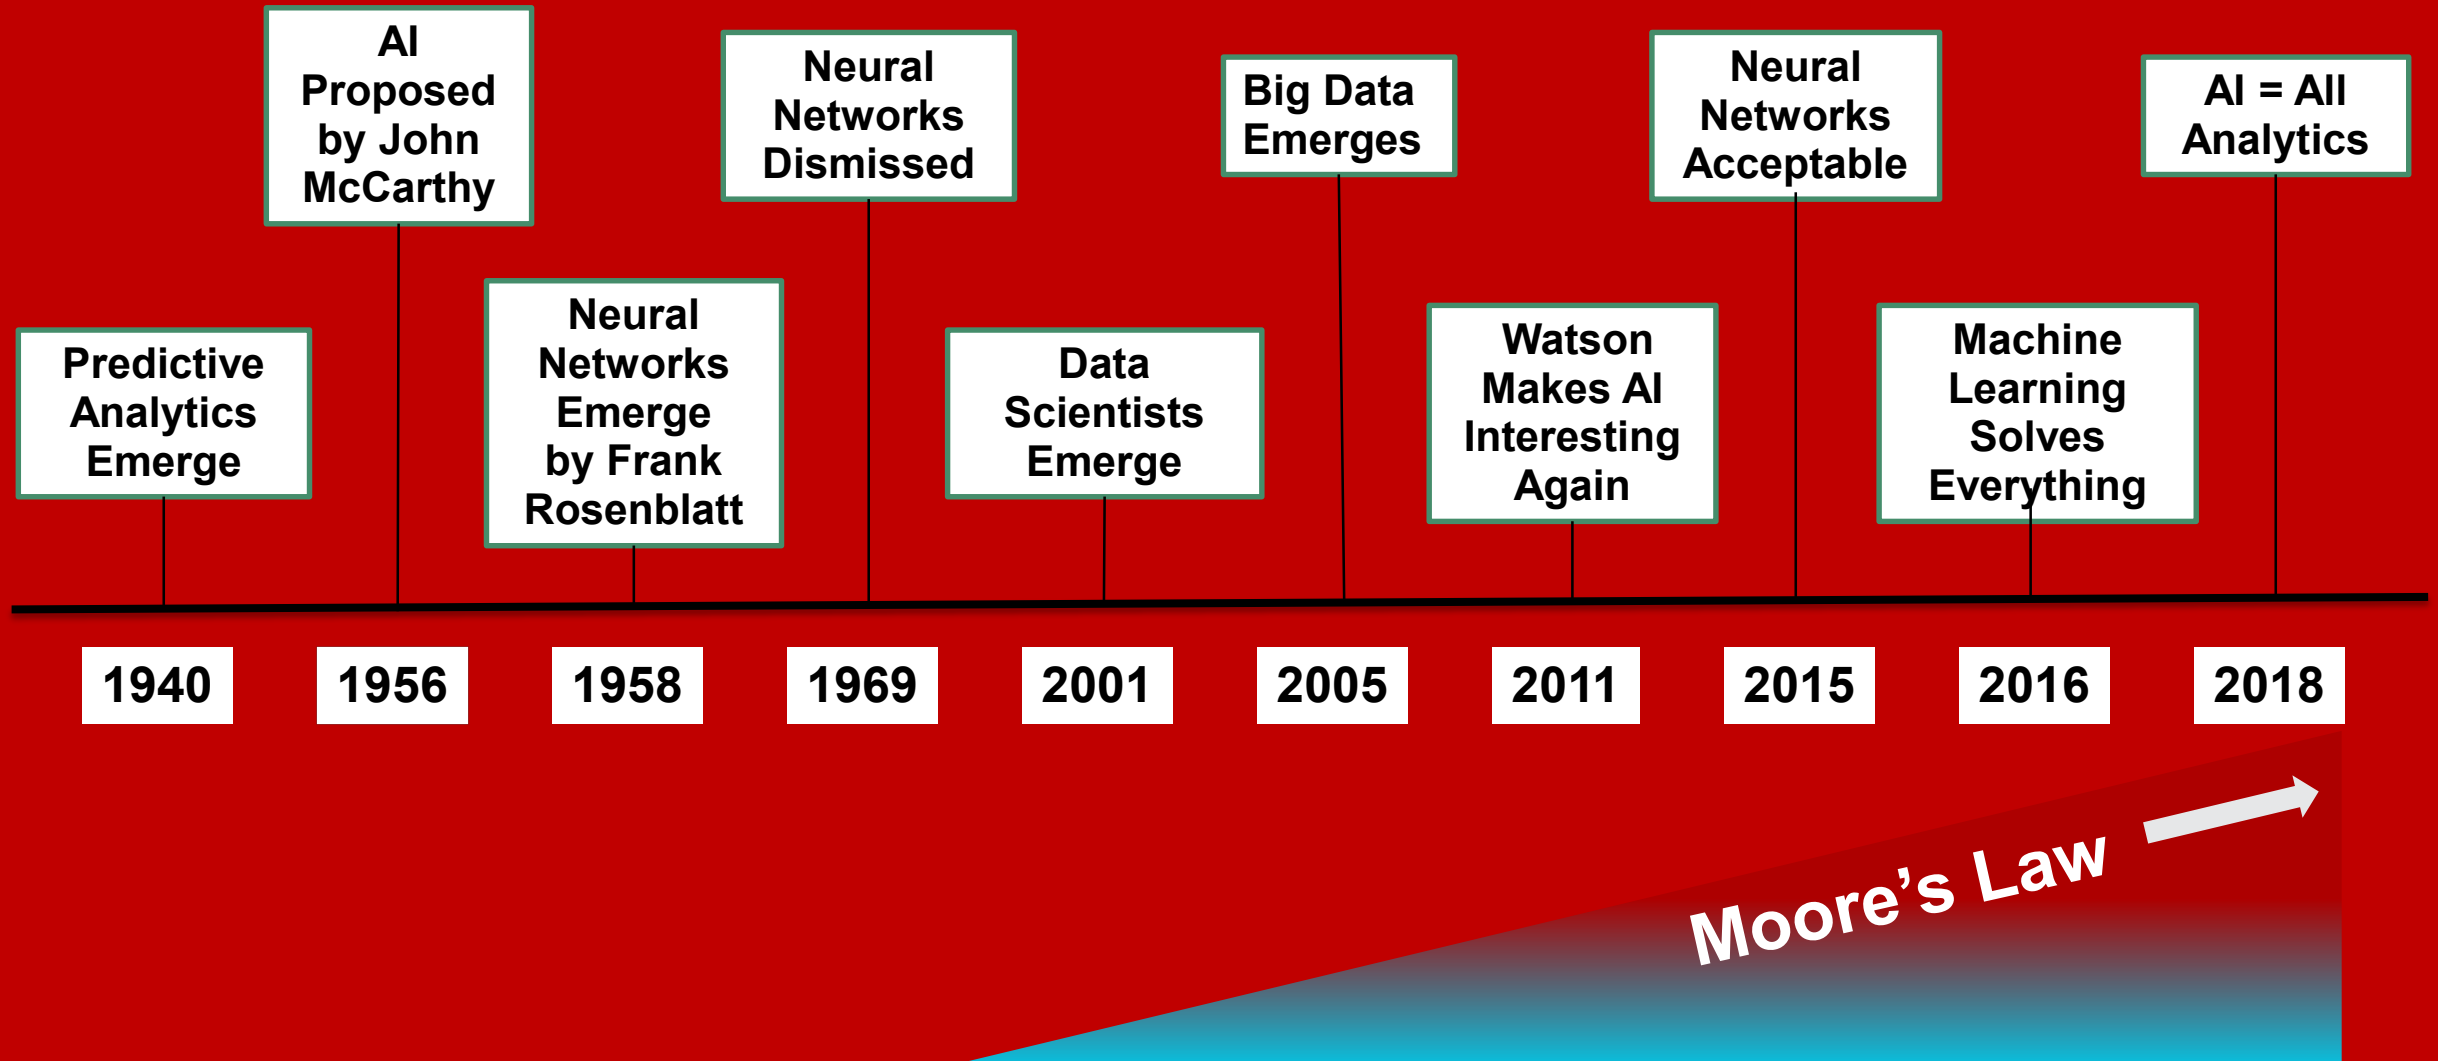 AI
Proposed
by John
McCarthy
Neural
Networks
Dismissed
Big Data
Emerges
Neural
Networks
Acceptable
AI = All
Analytics
Predictive
Analytics
Emerge
Neural
Networks
Emerge
by Frank
Rosenblatt
Data
Scientists
Emerge
Watson
Makes AI
Interesting
Again
Machine
Learning
Solves
Everything
1940
1956
1958
1969
2001
2005
2011
2015
2016
2018
Moore’s Law